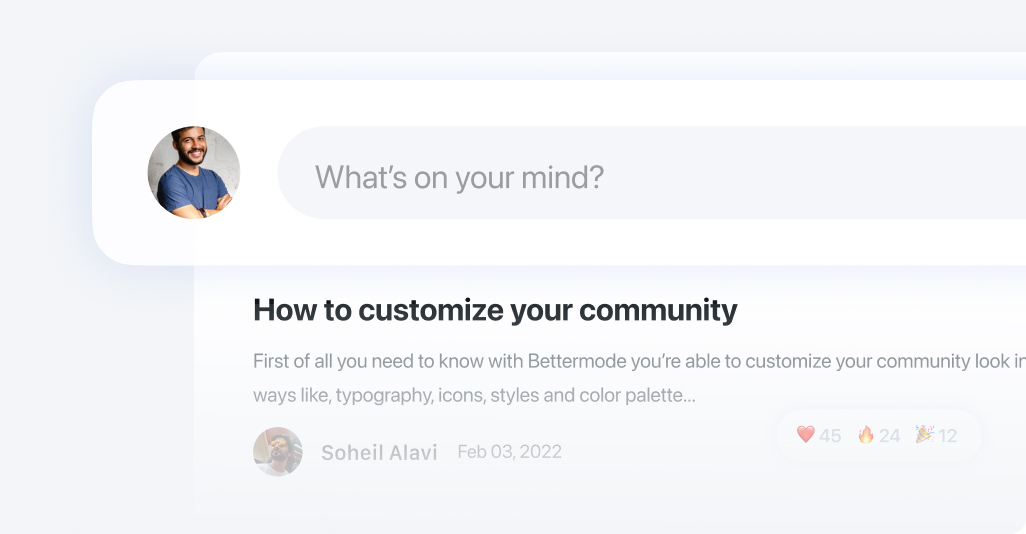 What's on your mind?
How to customize your community
First of all you need to know with Bettermode you're able to customize your community look
ways like, typography, icons, styles and color palette...
Soheil Alavi Feb 03, 2022 ❤️ 45 🔥 24 🎉 12